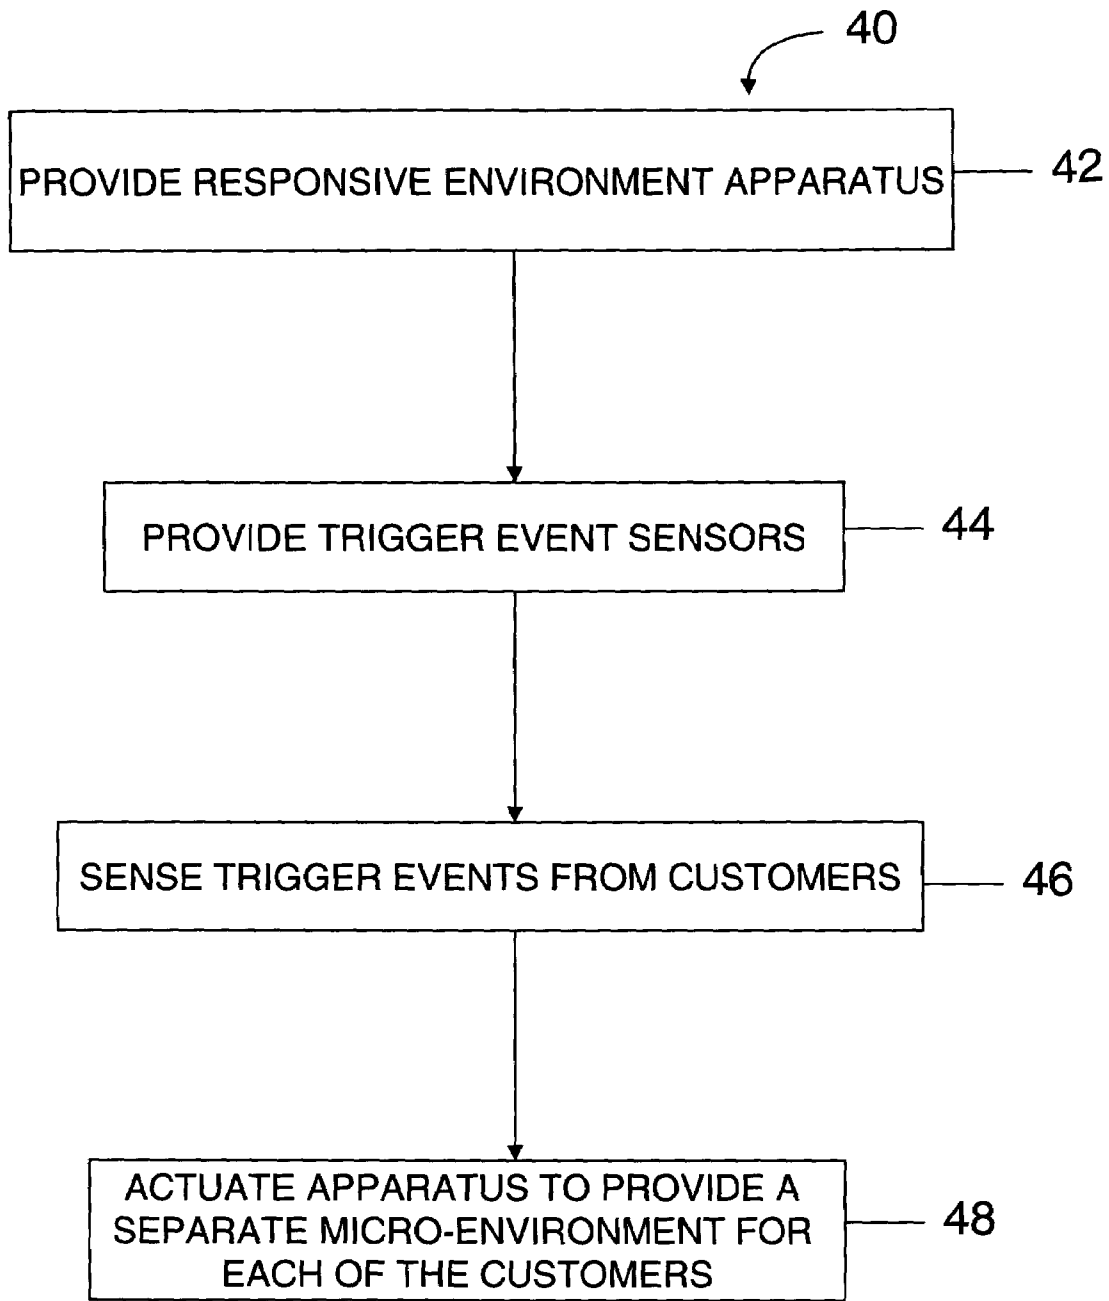 40
PROVIDE RESPONSIVE ENVIRONMENT APPARATUS
42
PROVIDE TRIGGER EVENT SENSORS
44
SENSE TRIGGER EVENTS FROM CUSTOMERS
46
ACTUATE APPARATUS TO PROVIDE A
SEPARATE MICRO-ENVIRONMENT FOR
EACH OF THE CUSTOMERS
48